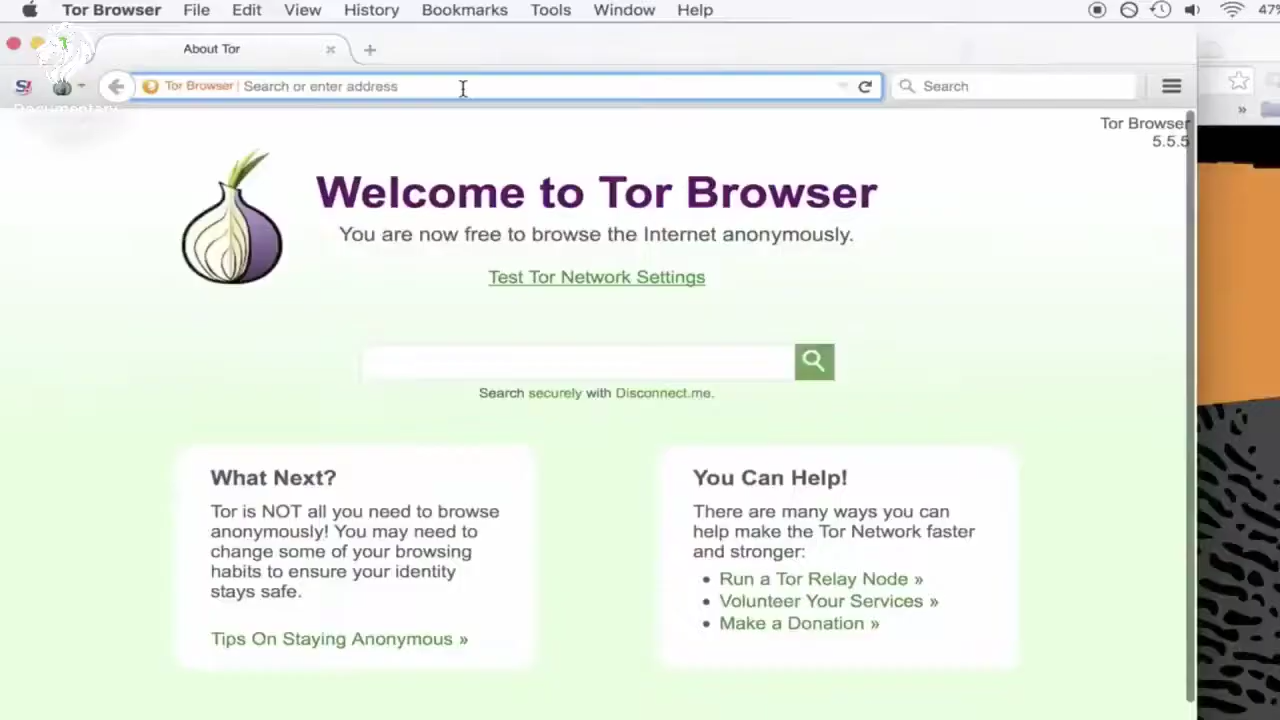 Tor Browser File Edit View History Bookmarks Tools Window Help 47%
About Tor
Documentary
Tor Browser Search or enter address
Search
Tor Browser
5.5.5
Welcome to Tor Browser
You are now free to browse the Internet anonymously.
Test Tor Network Settings
Search securely with Disconnect.me.
What Next?
Tor is NOT all you need to browse
anonymously! You may need to
change some of your browsing
habits to ensure your identity
stays safe.
Tips On Staying Anonymous »
You Can Help!
There are many ways you can
help make the Tor Network faster
and stronger:
• Run a Tor Relay Node »
• Volunteer Your Services »
• Make a Donation »